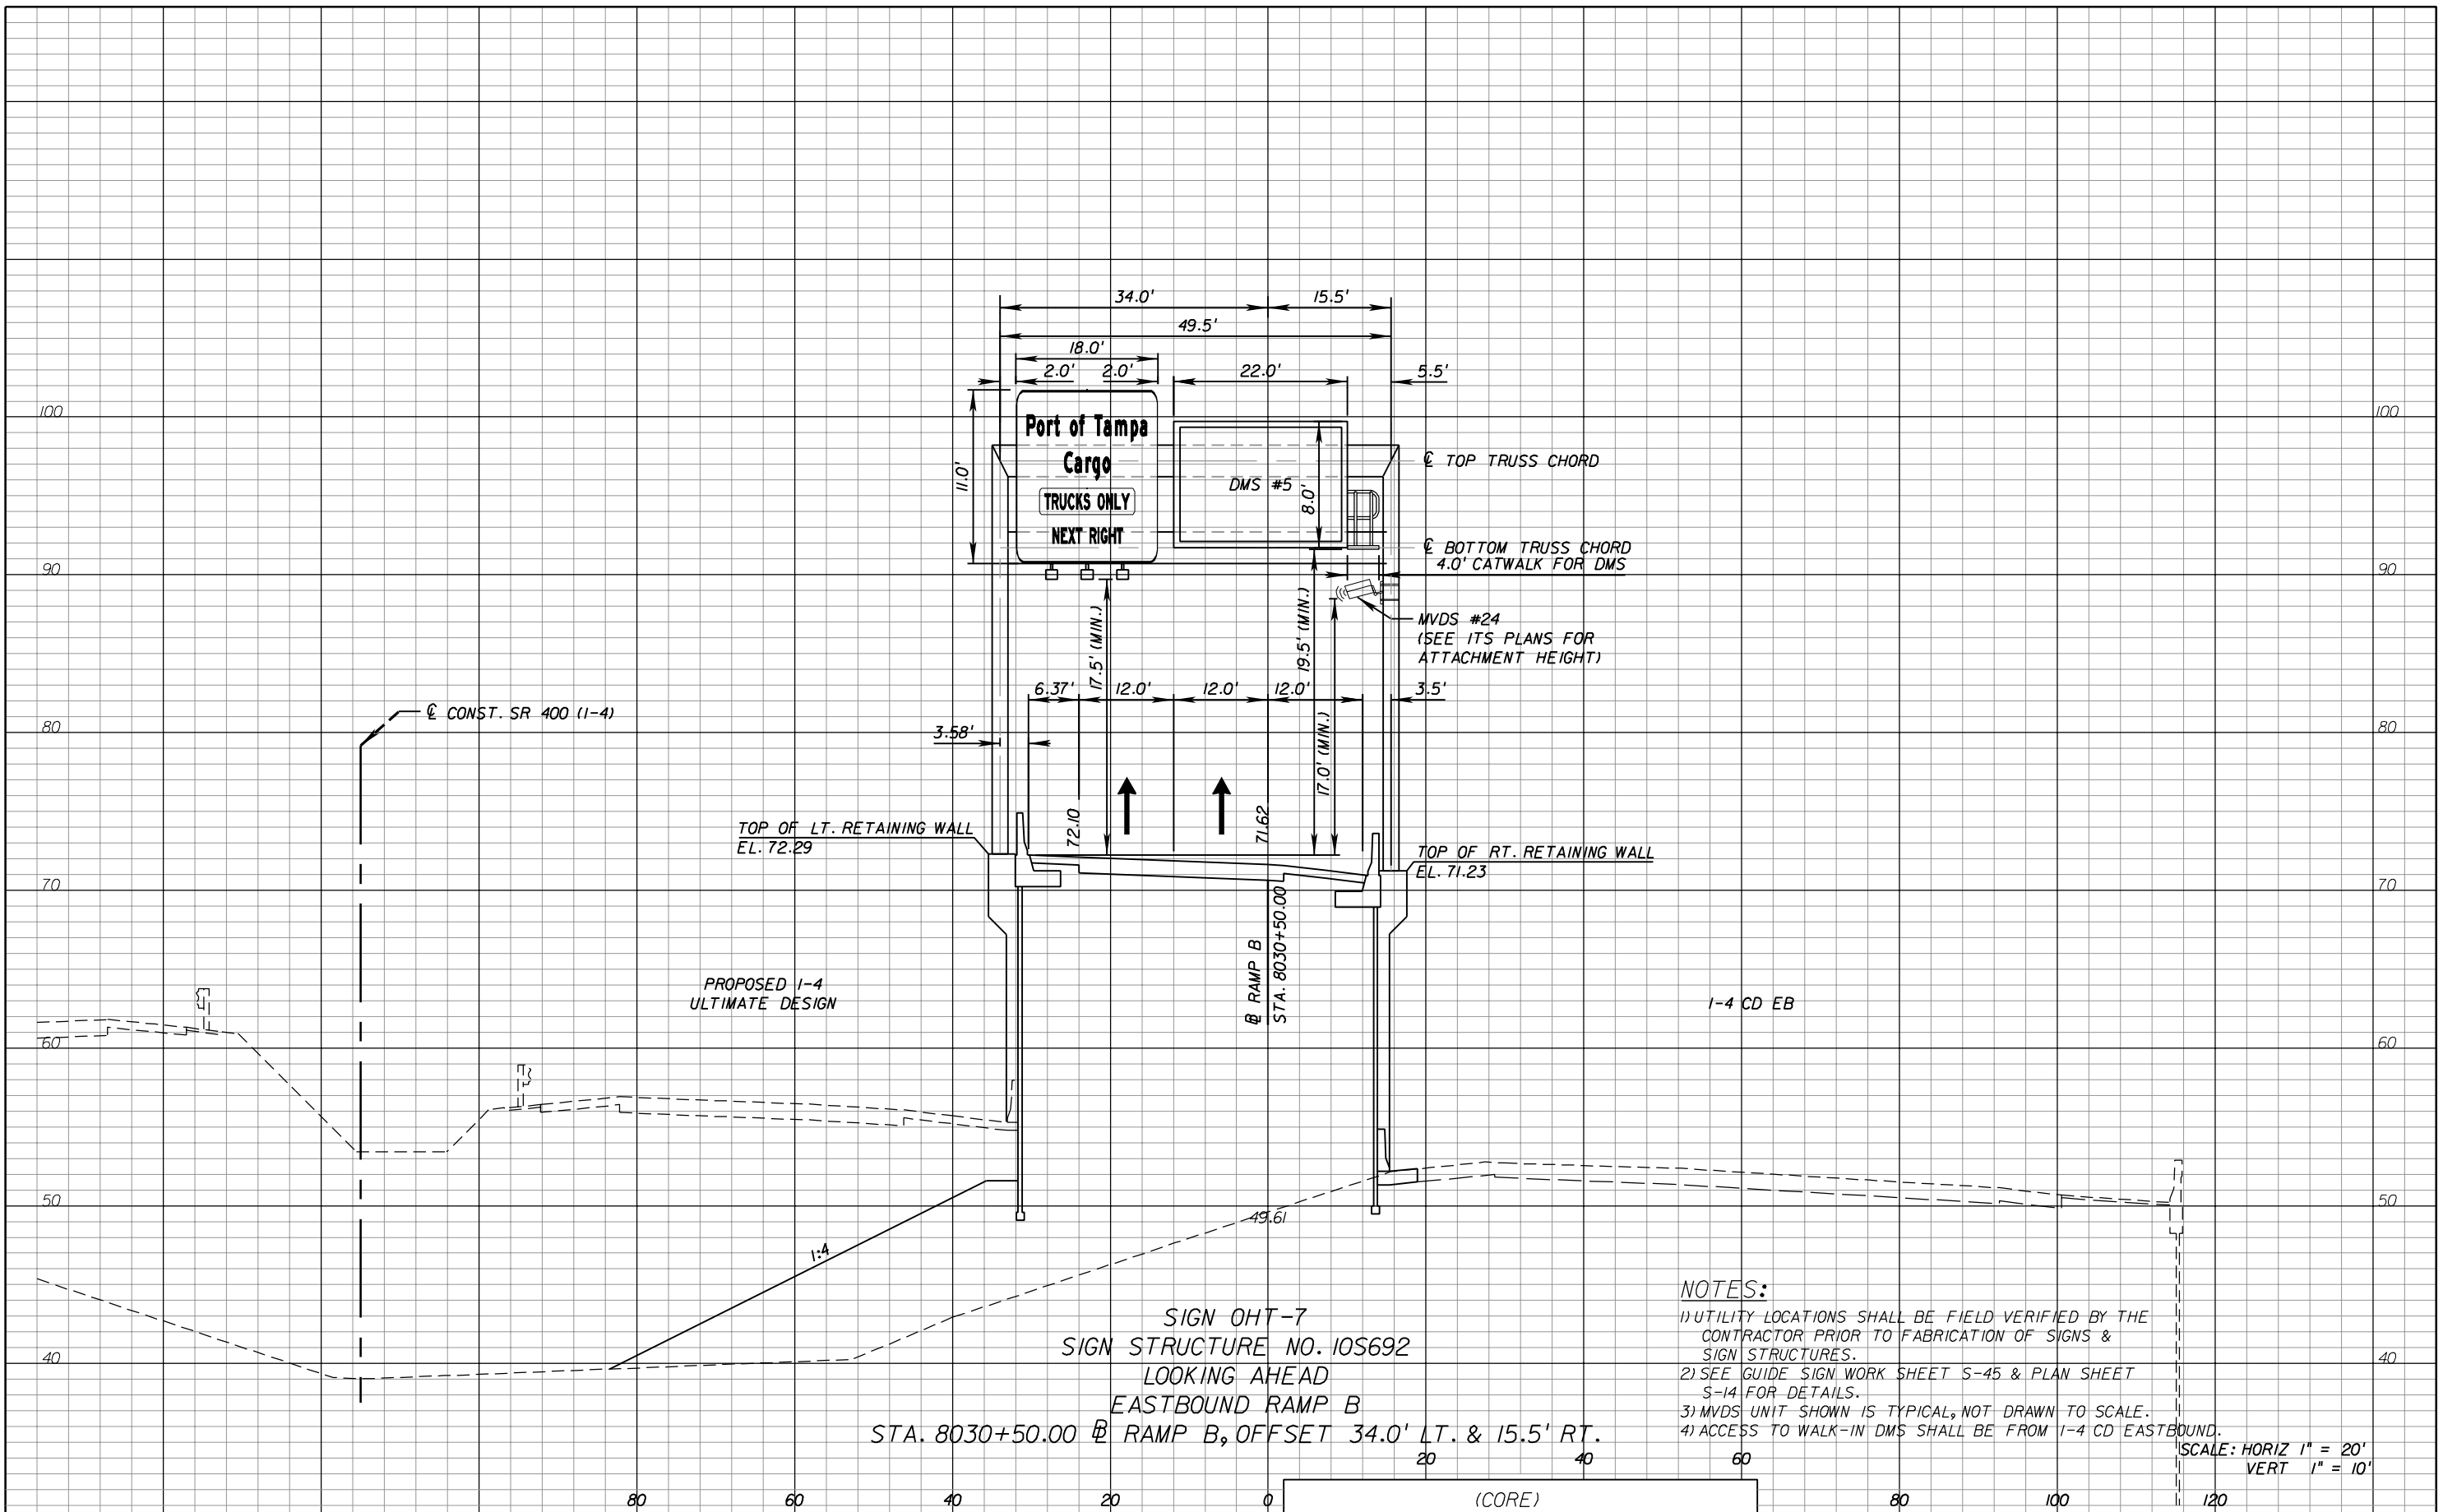 34.0' 15.5'
49.5'
18.0'
2.0' 2.0' 22.0' 5.5'
100 100
Port of Tampa
Cargo
TRUCKS ONLY
NEXT RIGHT
11.0'
DMS #5
8.0'
℄ TOP TRUSS CHORD
℄ BOTTOM TRUSS CHORD
4.0' CATWALK FOR DMS
90 90
MVDS #24
(SEE ITS PLANS FOR
ATTACHMENT HEIGHT)
17.5' (MIN.)
19.5' (MIN.)
17.0' (MIN.)
6.37' 12.0' 12.0' 12.0' 3.5'
℄ CONST. SR 400 (I-4)
80 80
3.58'
72.10
71.62
TOP OF LT. RETAINING WALL
EL. 72.29
TOP OF RT. RETAINING WALL
EL. 71.23
70 70
PROPOSED I-4
ULTIMATE DESIGN
RAMP B
STA. 8030+50.00
I-4 CD EB
60 60
50 50
49.61
1:4
40 40
SIGN OHT-7
SIGN STRUCTURE NO. 10S692
LOOKING AHEAD
EASTBOUND RAMP B
STA. 8030+50.00 RAMP B, OFFSET 34.0' LT. & 15.5' RT.
NOTES:
1) UTILITY LOCATIONS SHALL BE FIELD VERIFIED BY THE
CONTRACTOR PRIOR TO FABRICATION OF SIGNS &
SIGN STRUCTURES.
2) SEE GUIDE SIGN WORK SHEET S-45 & PLAN SHEET
S-14 FOR DETAILS.
3) MVDS UNIT SHOWN IS TYPICAL, NOT DRAWN TO SCALE.
4) ACCESS TO WALK-IN DMS SHALL BE FROM I-4 CD EASTBOUND.
SCALE: HORIZ 1" = 20'
VERT 1" = 10'
20 40 60
80 60 40 20 0 (CORE) 80 100 120